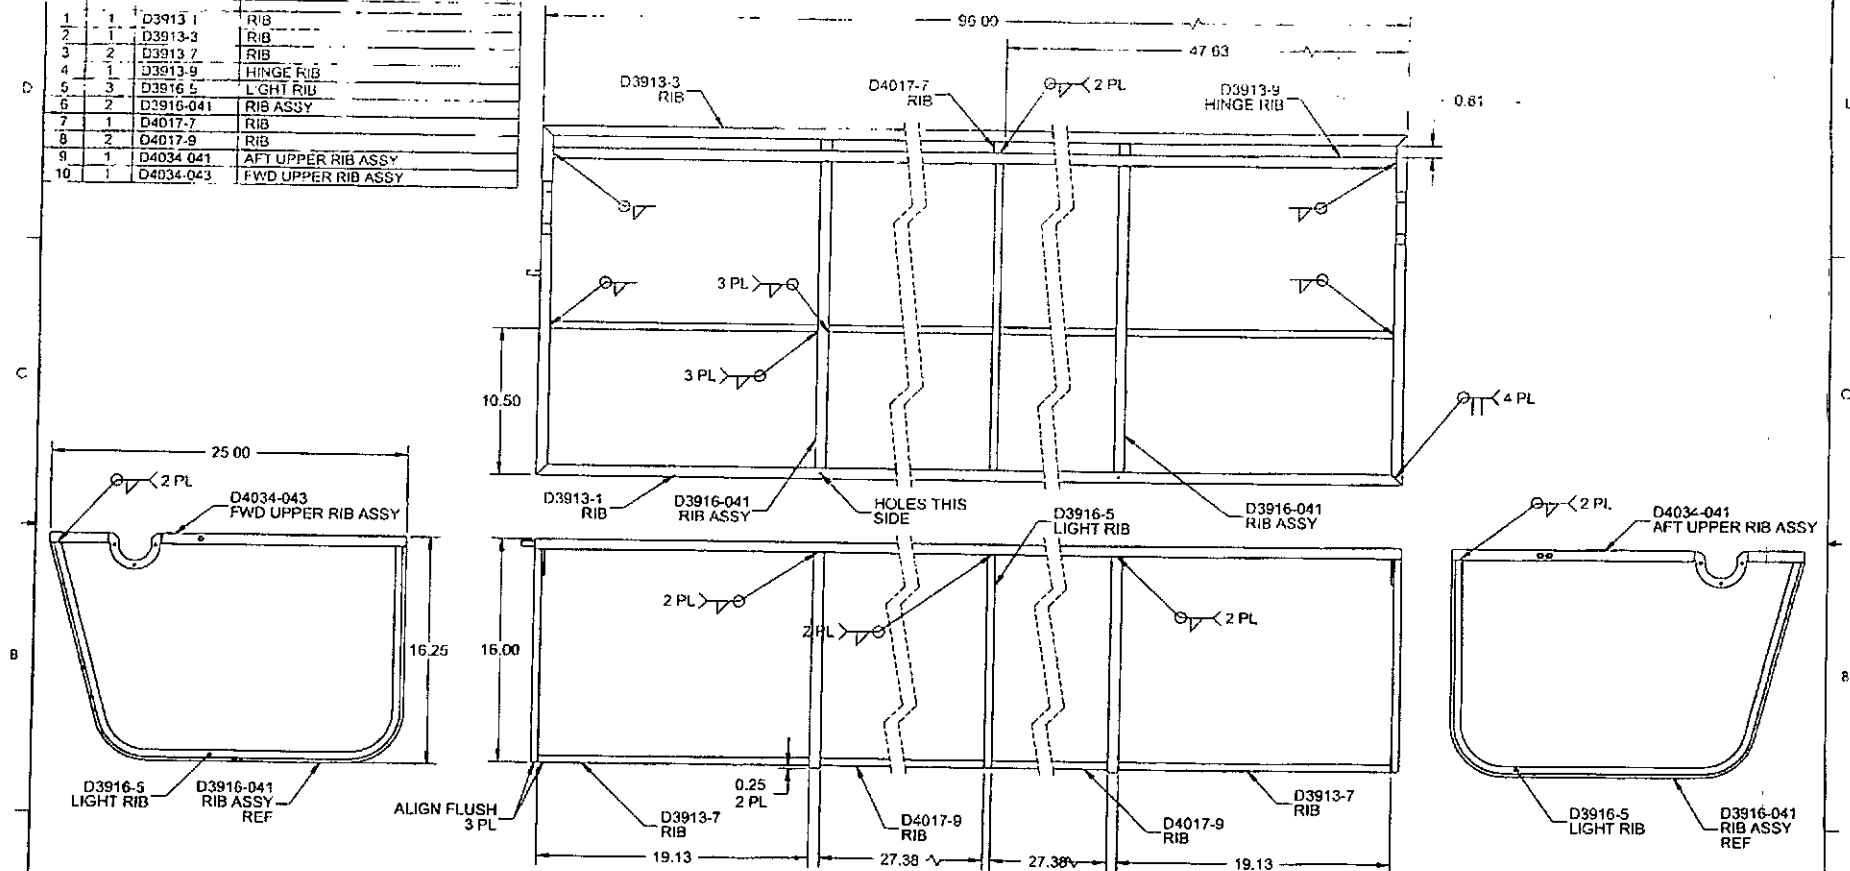 1 1 D3913 1 RIB
2 1 D3913-3 RIB
3 2 D3913 7 RIB
4 1 D3913-9 HINGE RIB
5 3 D3916 5 LIGHT RIB
6 2 D3916-041 RIB ASSY
7 1 D4017-7 RIB
8 2 D4017-9 RIB
9 1 D4034 041 AFT UPPER RIB ASSY
10 1 D4034-043 FWD UPPER RIB ASSY
96 00
47 63
D
D3913-3
RIB
D4017-7
RIB
2 PL
D3913-9
HINGE RIB
0.81
3 PL
3 PL
C
10.50
4 PL
C
25 00
2 PL
D4034-043
FWD UPPER RIB ASSY
D3913-1
RIB
D3916-041
RIB ASSY
HOLES THIS
SIDE
D3916-5
LIGHT RIB
D3916-041
RIB ASSY
2 PL
D4034-041
AFT UPPER RIB ASSY
2 PL
2 PL
2 PL
B
16.25
16.00
B
D3916-5
LIGHT RIB
D3916-041
RIB ASSY
REF
ALIGN FLUSH
3 PL
D3913-7
RIB
0.25
2 PL
D4017-9
RIB
D4017-9
RIB
D3913-7
RIB
D3916-5
LIGHT RIB
D3916-041
RIB ASSY
REF
19.13
27.38
27.38
19.13